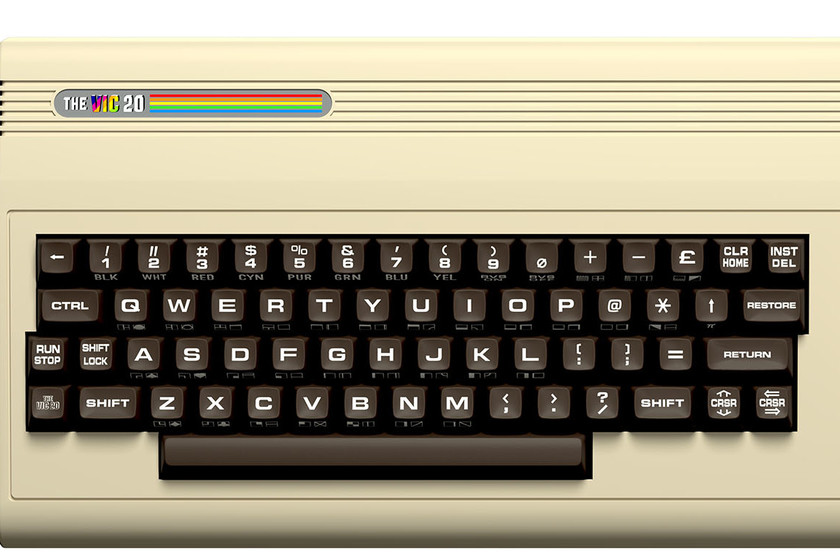 THE VIC 20
← ! 1 " 2 # 3 $ 4 % 5 & 6 ' 7 ( 8 ) 9 0 + - £ CLR HOME INST DEL
BLK WHT RED CYN PUR GRN BLU YEL
CTRL Q W E R T Y U I O P @ * ↑ RESTORE
RUN STOP SHIFT LOCK A S D F G H J K L [ : ] ; = RETURN
THE VIC 20 SHIFT Z X C V B N M < , > . ? / SHIFT ⇑ CRSR ⇓ ⇐ CRSR ⇒